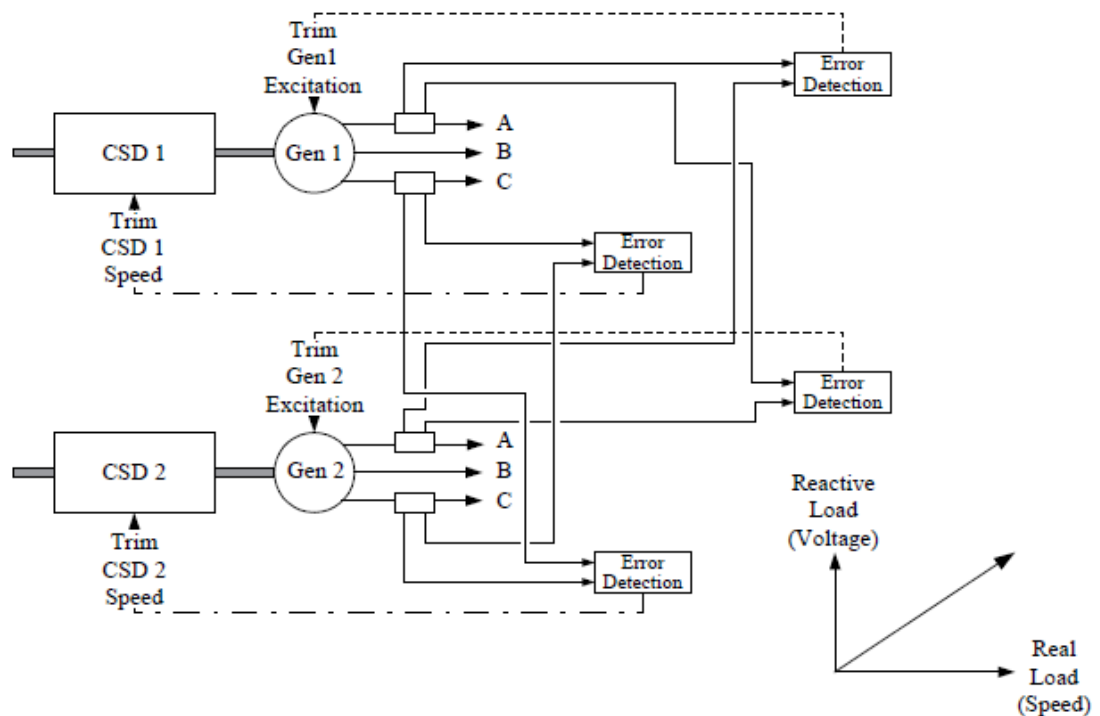 Trim
Gen1
Excitation
Error
Detection
A
CSD 1
Gen 1
B
C
Trim
CSD 1
Speed
Error
Detection
Trim
Gen 2
Excitation
Error
Detection
A
CSD 2
Gen 2
B
C
Trim
CSD 2
Speed
Error
Detection
Reactive
Load
(Voltage)
Real
Load
(Speed)